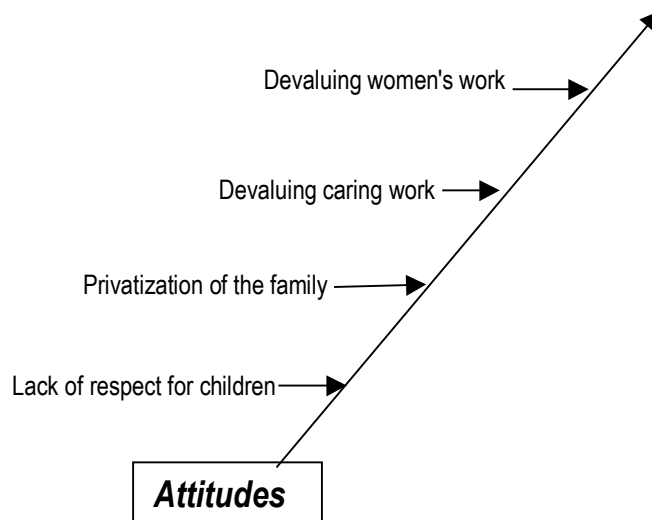 Devaluing women's work
Devaluing caring work
Privatization of the family
Lack of respect for children
Attitudes